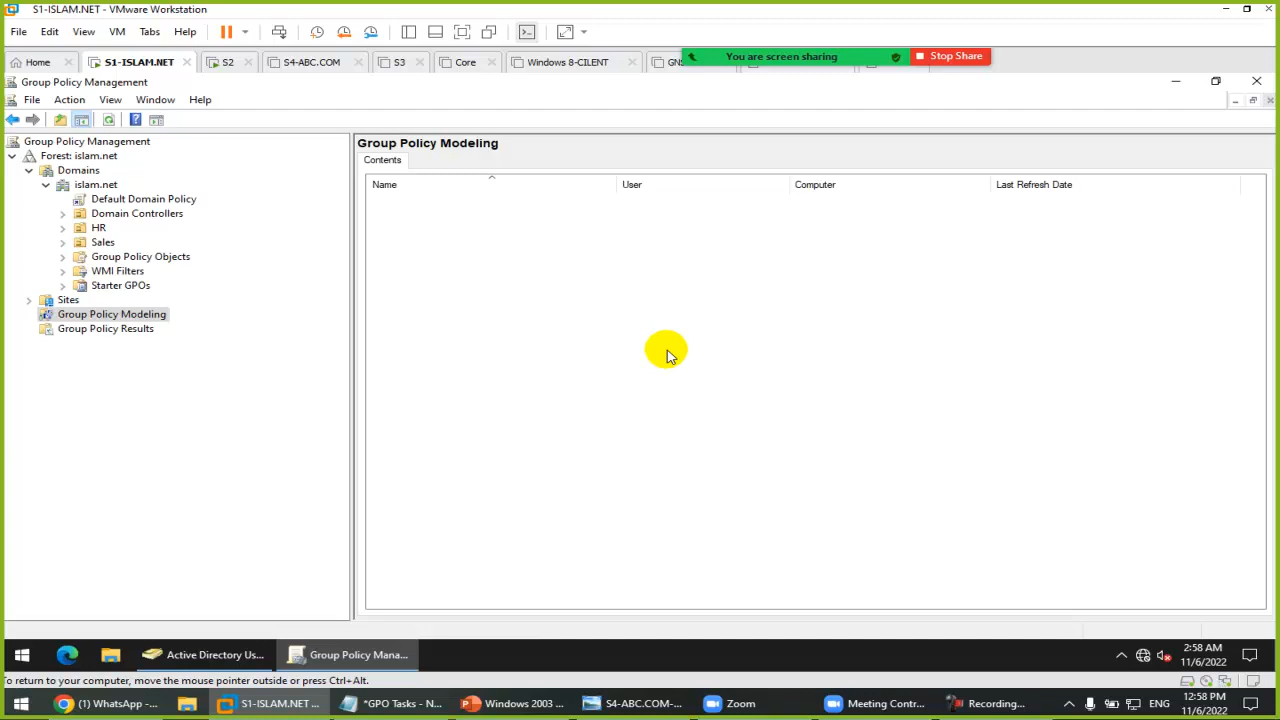 S1-ISLAM.NET - VMware Workstation
File Edit View VM Tabs Help
Home S1-ISLAM.NET S2 S4-ABC.COM S3 Core Windows 8-CILENT
You are screen sharing Stop Share
Group Policy Management
File Action View Window Help
Group Policy Management
Forest: islam.net
Domains
islam.net
Default Domain Policy
Domain Controllers
HR
Sales
Group Policy Objects
WMI Filters
Starter GPOs
Sites
Group Policy Modeling
Group Policy Results
Group Policy Modeling
Contents
Name User Computer Last Refresh Date
Active Directory Us... Group Policy Mana...
2:58 AM
11/6/2022
To return to your computer, move the mouse pointer outside or press Ctrl+Alt.
(1) WhatsApp -... S1-ISLAM.NET ... *GPO Tasks - N... Windows 2003 ... S4-ABC.COM-... Zoom Meeting Contr... Recording... ENG
12:58 PM
11/6/2022